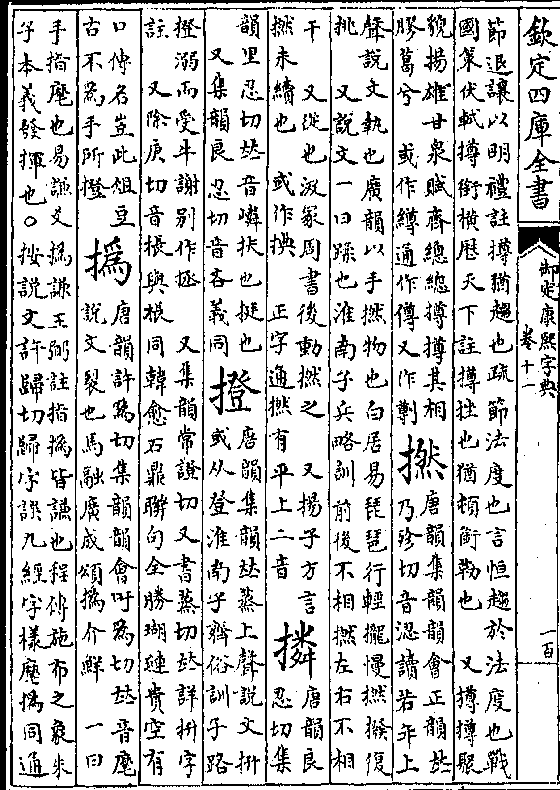 欽定四庫全書
御定康熙字典
卷十一
一百
節退讓以明禮註撙猶趨也疏節法度也言恒趨於法度也戰
國策伏軾撙銜橫歷天下註撙挫也猶頓銜勒也 又撙撙聚
貌揚雄甘泉賦齊總總撙撙其相
膠葛兮 或作繜通作僔又作剸
撚
唐韻集韻韻會正韻𠀤
乃殄切音涊讀若年上
聲說文執也廣韻以手撚物也白居易琵琶行輕攏慢撚撥復
挑 又說文一曰蹂也淮南子兵略訓前後不相撚左右不相
干 又從也汲冢周書後動撚之 又揚子方言
撚未續也 或作㨉 正字通撚有平上二音
撛
唐韻良
忍切集
韻里忍切𠀤音嶙扶也挺也
又集韻良忍切音吝義同
撜
唐韻集韻𠀤蒸上聲說文抍
或从登淮南子齊俗訓子路
撜溺而受牛謝別作拯 又集韻常證切又書蒸切𠀤詳抍字
註 又除庚切音棖與棖同韓愈石鼎聯句全勝瑚璉貴空有
口傳名豈此俎豆
古不爲手所撜
撝
唐韻許爲切集韻韻會吁爲切𠀤音麾
說文裂也馬融廣成頌撝介鮮 一曰
手指麾也易謙爻撝謙王弼註指撝皆謙也程傳施布之象朱
子本義發揮也○按說文許歸切歸字誤九經字樣麾撝同通